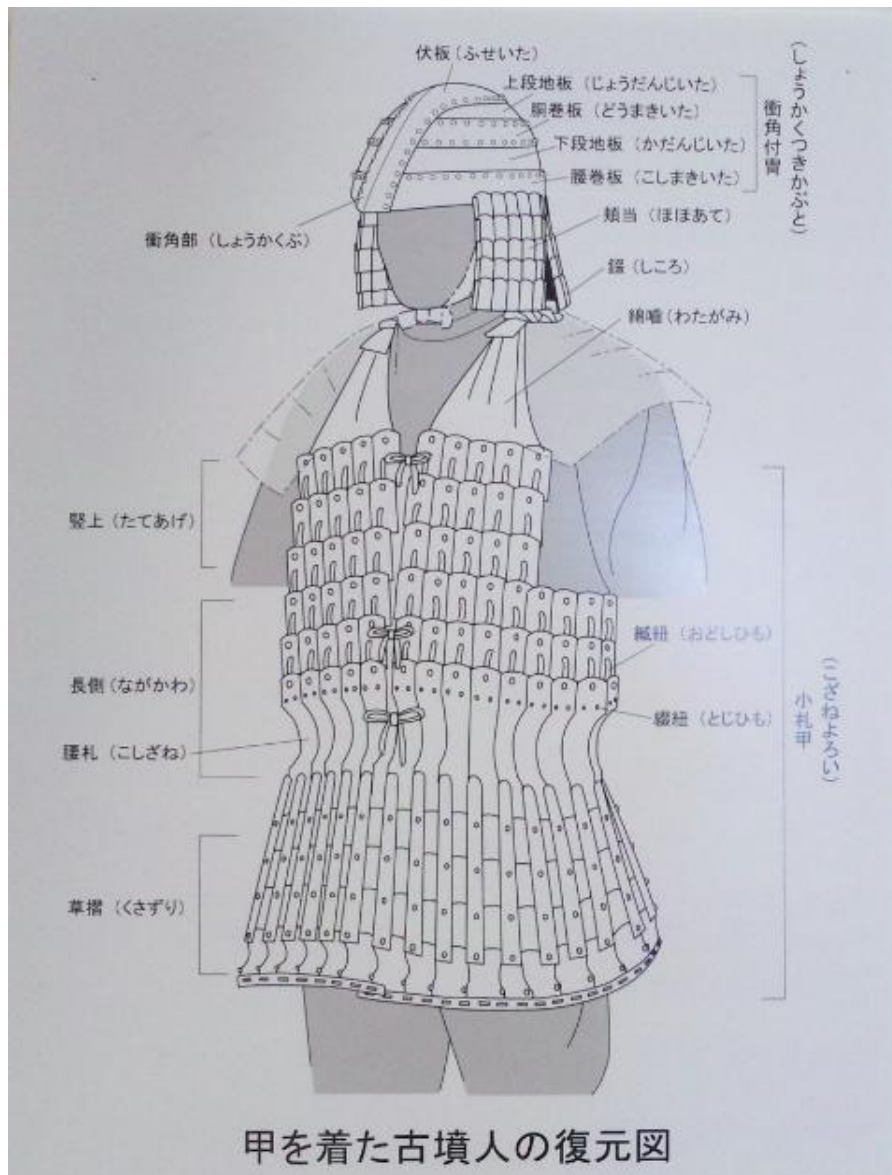 伏板(ふせいた)
上段地板(じょうだんじいた)
胴巻板(どうまきいた)
下段地板(かだんじいた)
腰巻板(こしまきいた)
衝角付冑
(しょうかくつきかぶと)
頬当(ほほあて)
衝角部(しょうかくぶ)
錣(しころ)
綿噛(わたがみ)
竪上(たてあげ)
長側(ながかわ)
縅紐(おどしひも)
綴紐(とじひも)
小札甲
(こざねよろい)
腰札(こしざね)
草摺(くさずり)
甲を着た古墳人の復元図